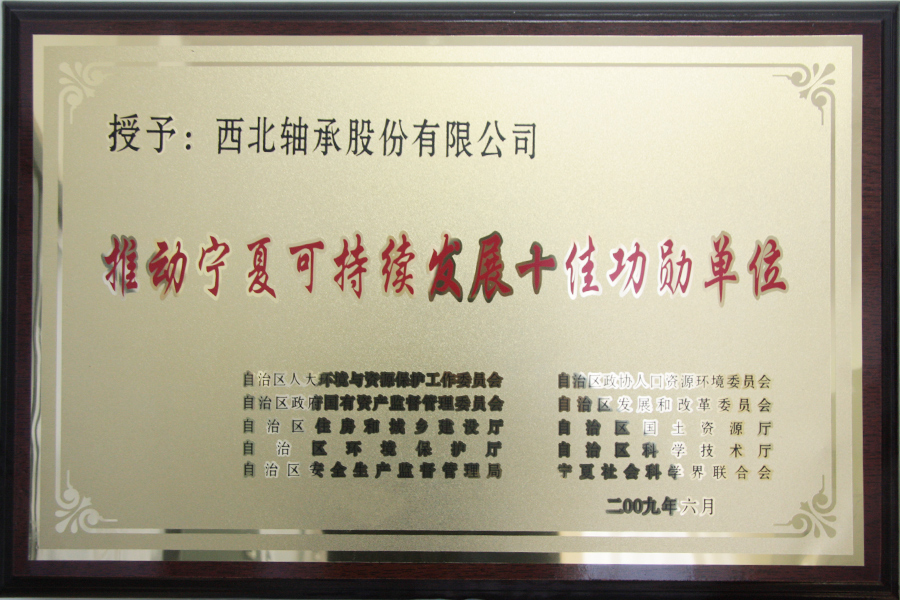 授予：西北轴承股份有限公司
推动宁夏可持续发展十佳功勋单位
自治区人大环境与资源保护工作委员会 自治区政协人口资源环境委员会
自治区政府国有资产监督管理委员会 自治区发展和改革委员会
自治区住房和城乡建设厅 自治区国土资源厅
自治区环境保护厅 自治区科学技术厅
自治区安全生产监督管理局 宁夏社会科学界联合会
二00九年六月